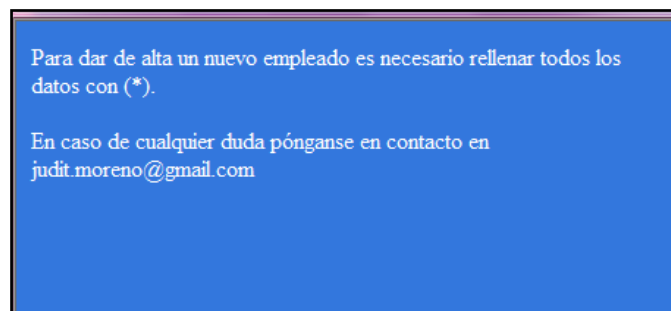 Para dar de alta un nuevo empleado es necesario rellenar todos los
datos con (*).
En caso de cualquier duda pónganse en contacto en
judit.moreno@gmail.com